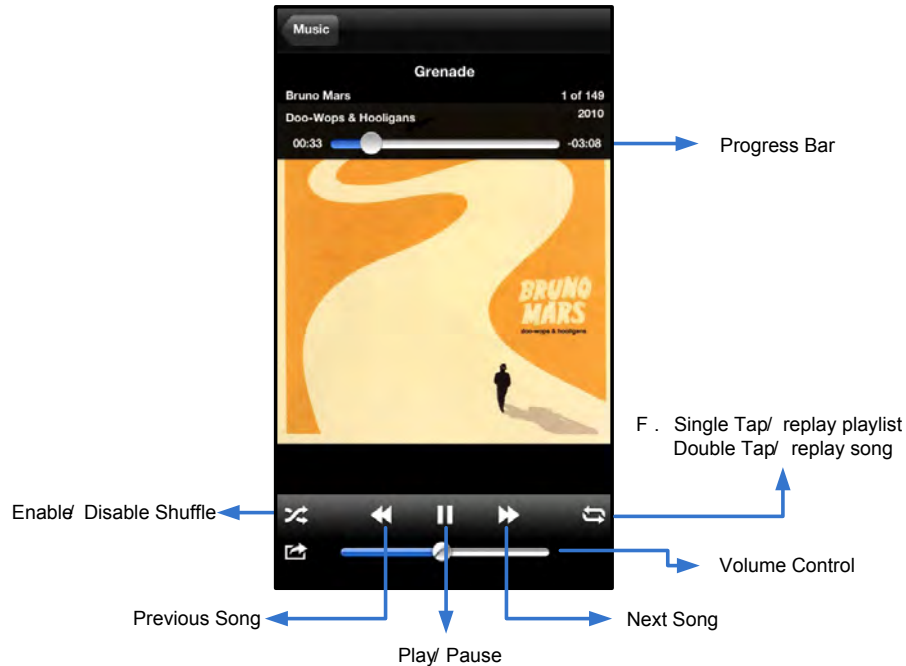 Music
Grenade
Bruno Mars
1 of 149
Doo-Wops & Hooligans
2010
00:33
-03:08
Progress Bar
BRUNO
MARS
doo-wops & hooligans
F . Single Tap/ replay playlist
Double Tap/ replay song
Enable/ Disable Shuffle
Volume Control
Previous Song
Next Song
Play/ Pause